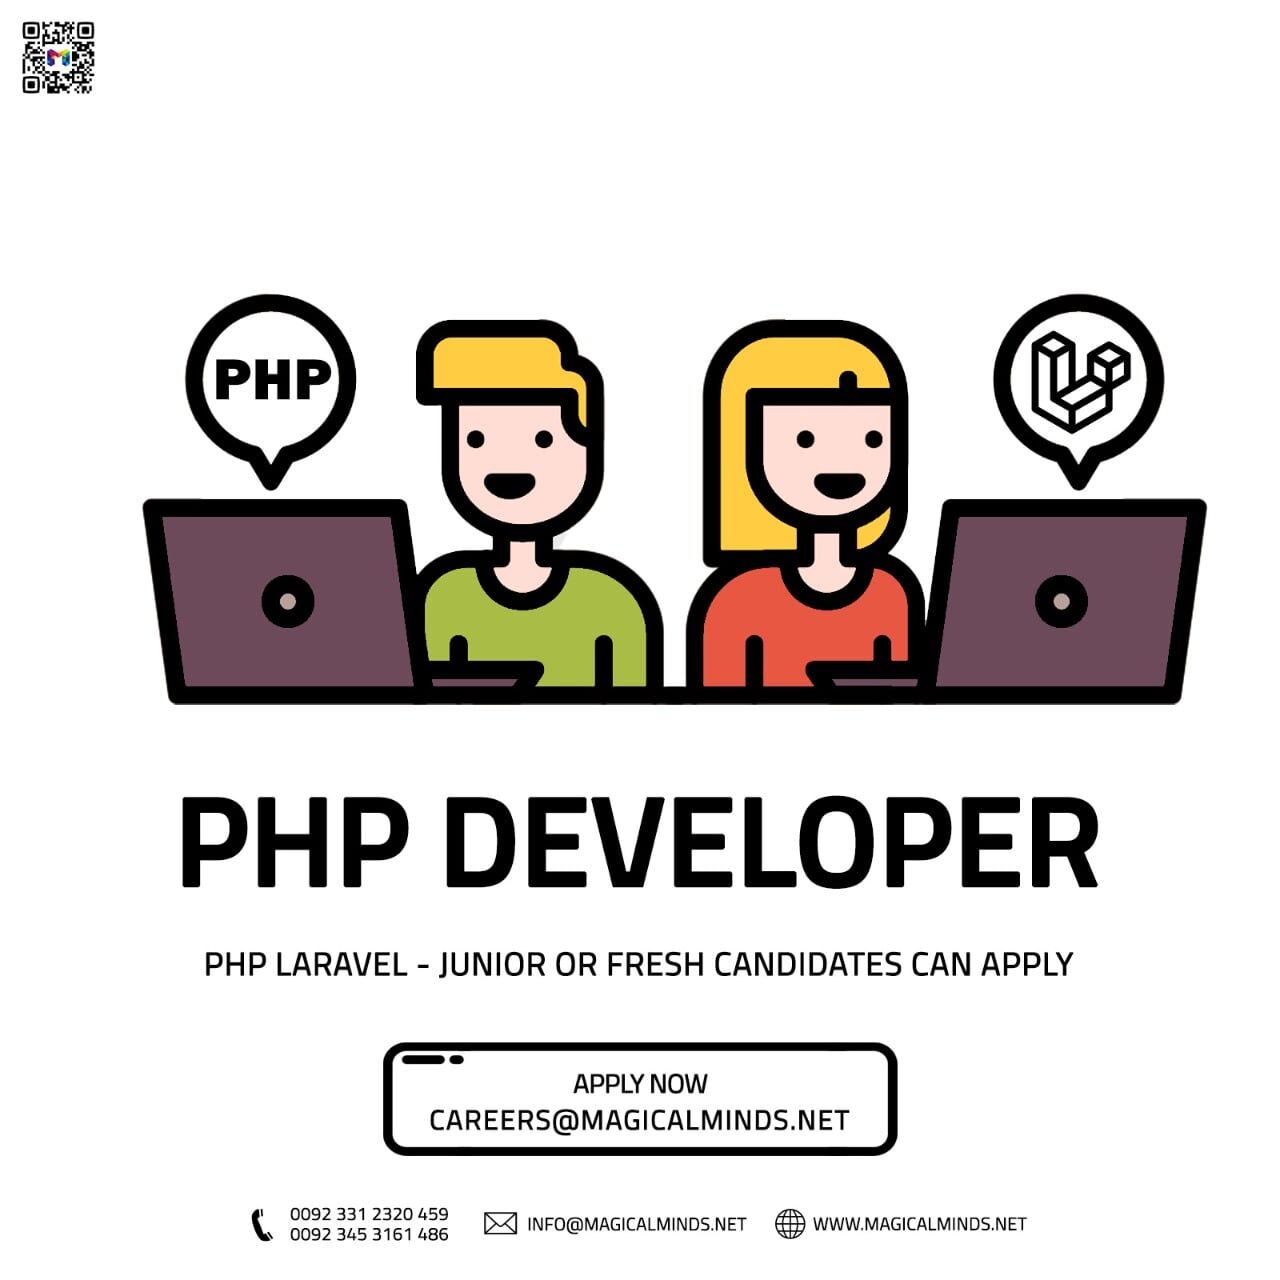 PHP
PHP DEVELOPER
PHP LARAVEL - JUNIOR OR FRESH CANDIDATES CAN APPLY
APPLY NOW
CAREERS@MAGICALMINDS.NET
0092 331 2320 459
0092 345 3161 486
INFO@MAGICALMINDS.NET
WWW.MAGICALMINDS.NET